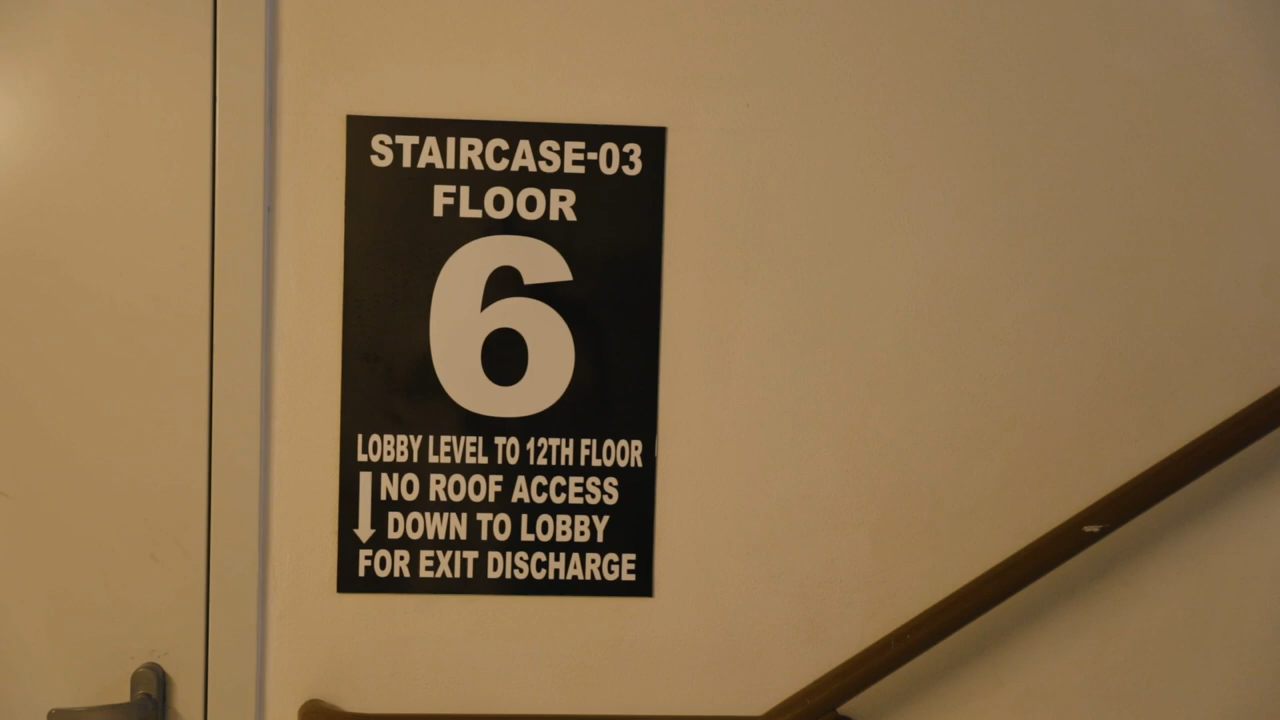 STAIRCASE-03
FLOOR
6
LOBBY LEVEL TO 12TH FLOOR
NO ROOF ACCESS
DOWN TO LOBBY
FOR EXIT DISCHARGE